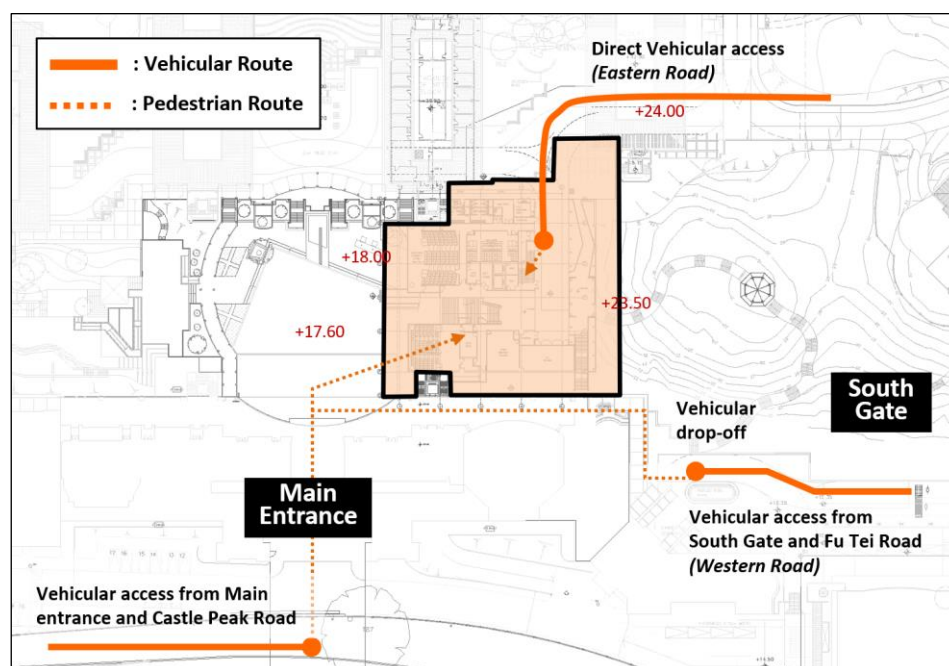 : Vehicular Route
: Pedestrian Route
Direct Vehicular access
(Eastern Road)
+24.00
+18.00
+23.50
+17.60
South
Gate
Vehicular
drop-off
Main
Entrance
Vehicular access from
South Gate and Fu Tei Road
(Western Road)
Vehicular access from Main
entrance and Castle Peak Road